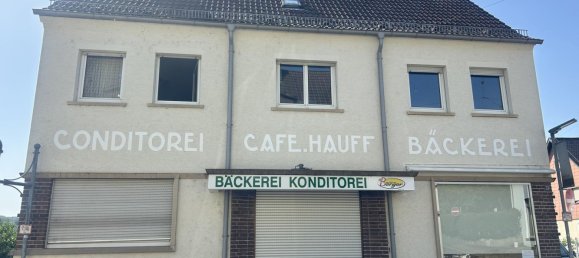 CONDITOREI CAFE.HAUFF BÄCKEREI
BÄCKEREI KONDITOREI